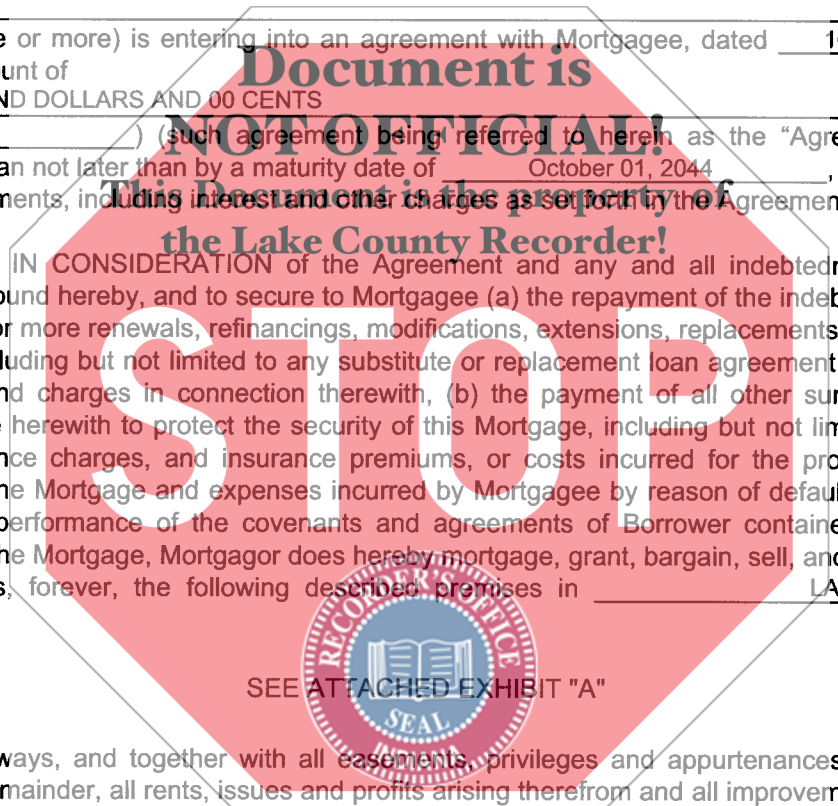 e or more) is entering into an agreement with Mortgagee, dated
unt of
Document is
ND DOLLARS AND 00 CENTS
NOT OFFICIAL!
) (such agreement being referred to herein as the “Agre
an not later than by a maturity date of October 01, 2044 ,
This Document is the property of
ments, including interest and other charges as set forth in the Agreemen
the Lake County Recorder!
IN CONSIDERATION of the Agreement and any and all indebtedn
ound hereby, and to secure to Mortgagee (a) the repayment of the indeb
or more renewals, refinancings, modifications, extensions, replacements
luding but not limited to any substitute or replacement loan agreement
nd charges in connection therewith, (b) the payment of all other sur
e herewith to protect the security of this Mortgage, including but not lim
STOP
nce charges, and insurance premiums, or costs incurred for the pro
he Mortgage and expenses incurred by Mortgagee by reason of defaul
performance of the covenants and agreements of Borrower containe
he Mortgage, Mortgagor does hereby mortgage, grant, bargain, sell, and
s, forever, the following described premises in LA
RECORDER'S OFFICE
SEE ATTACHED EXHIBIT "A"
SEAL
INDIANA
ways, and together with all easements, privileges and appurtenances
mainder, all rents, issues and profits arising therefrom and all improven